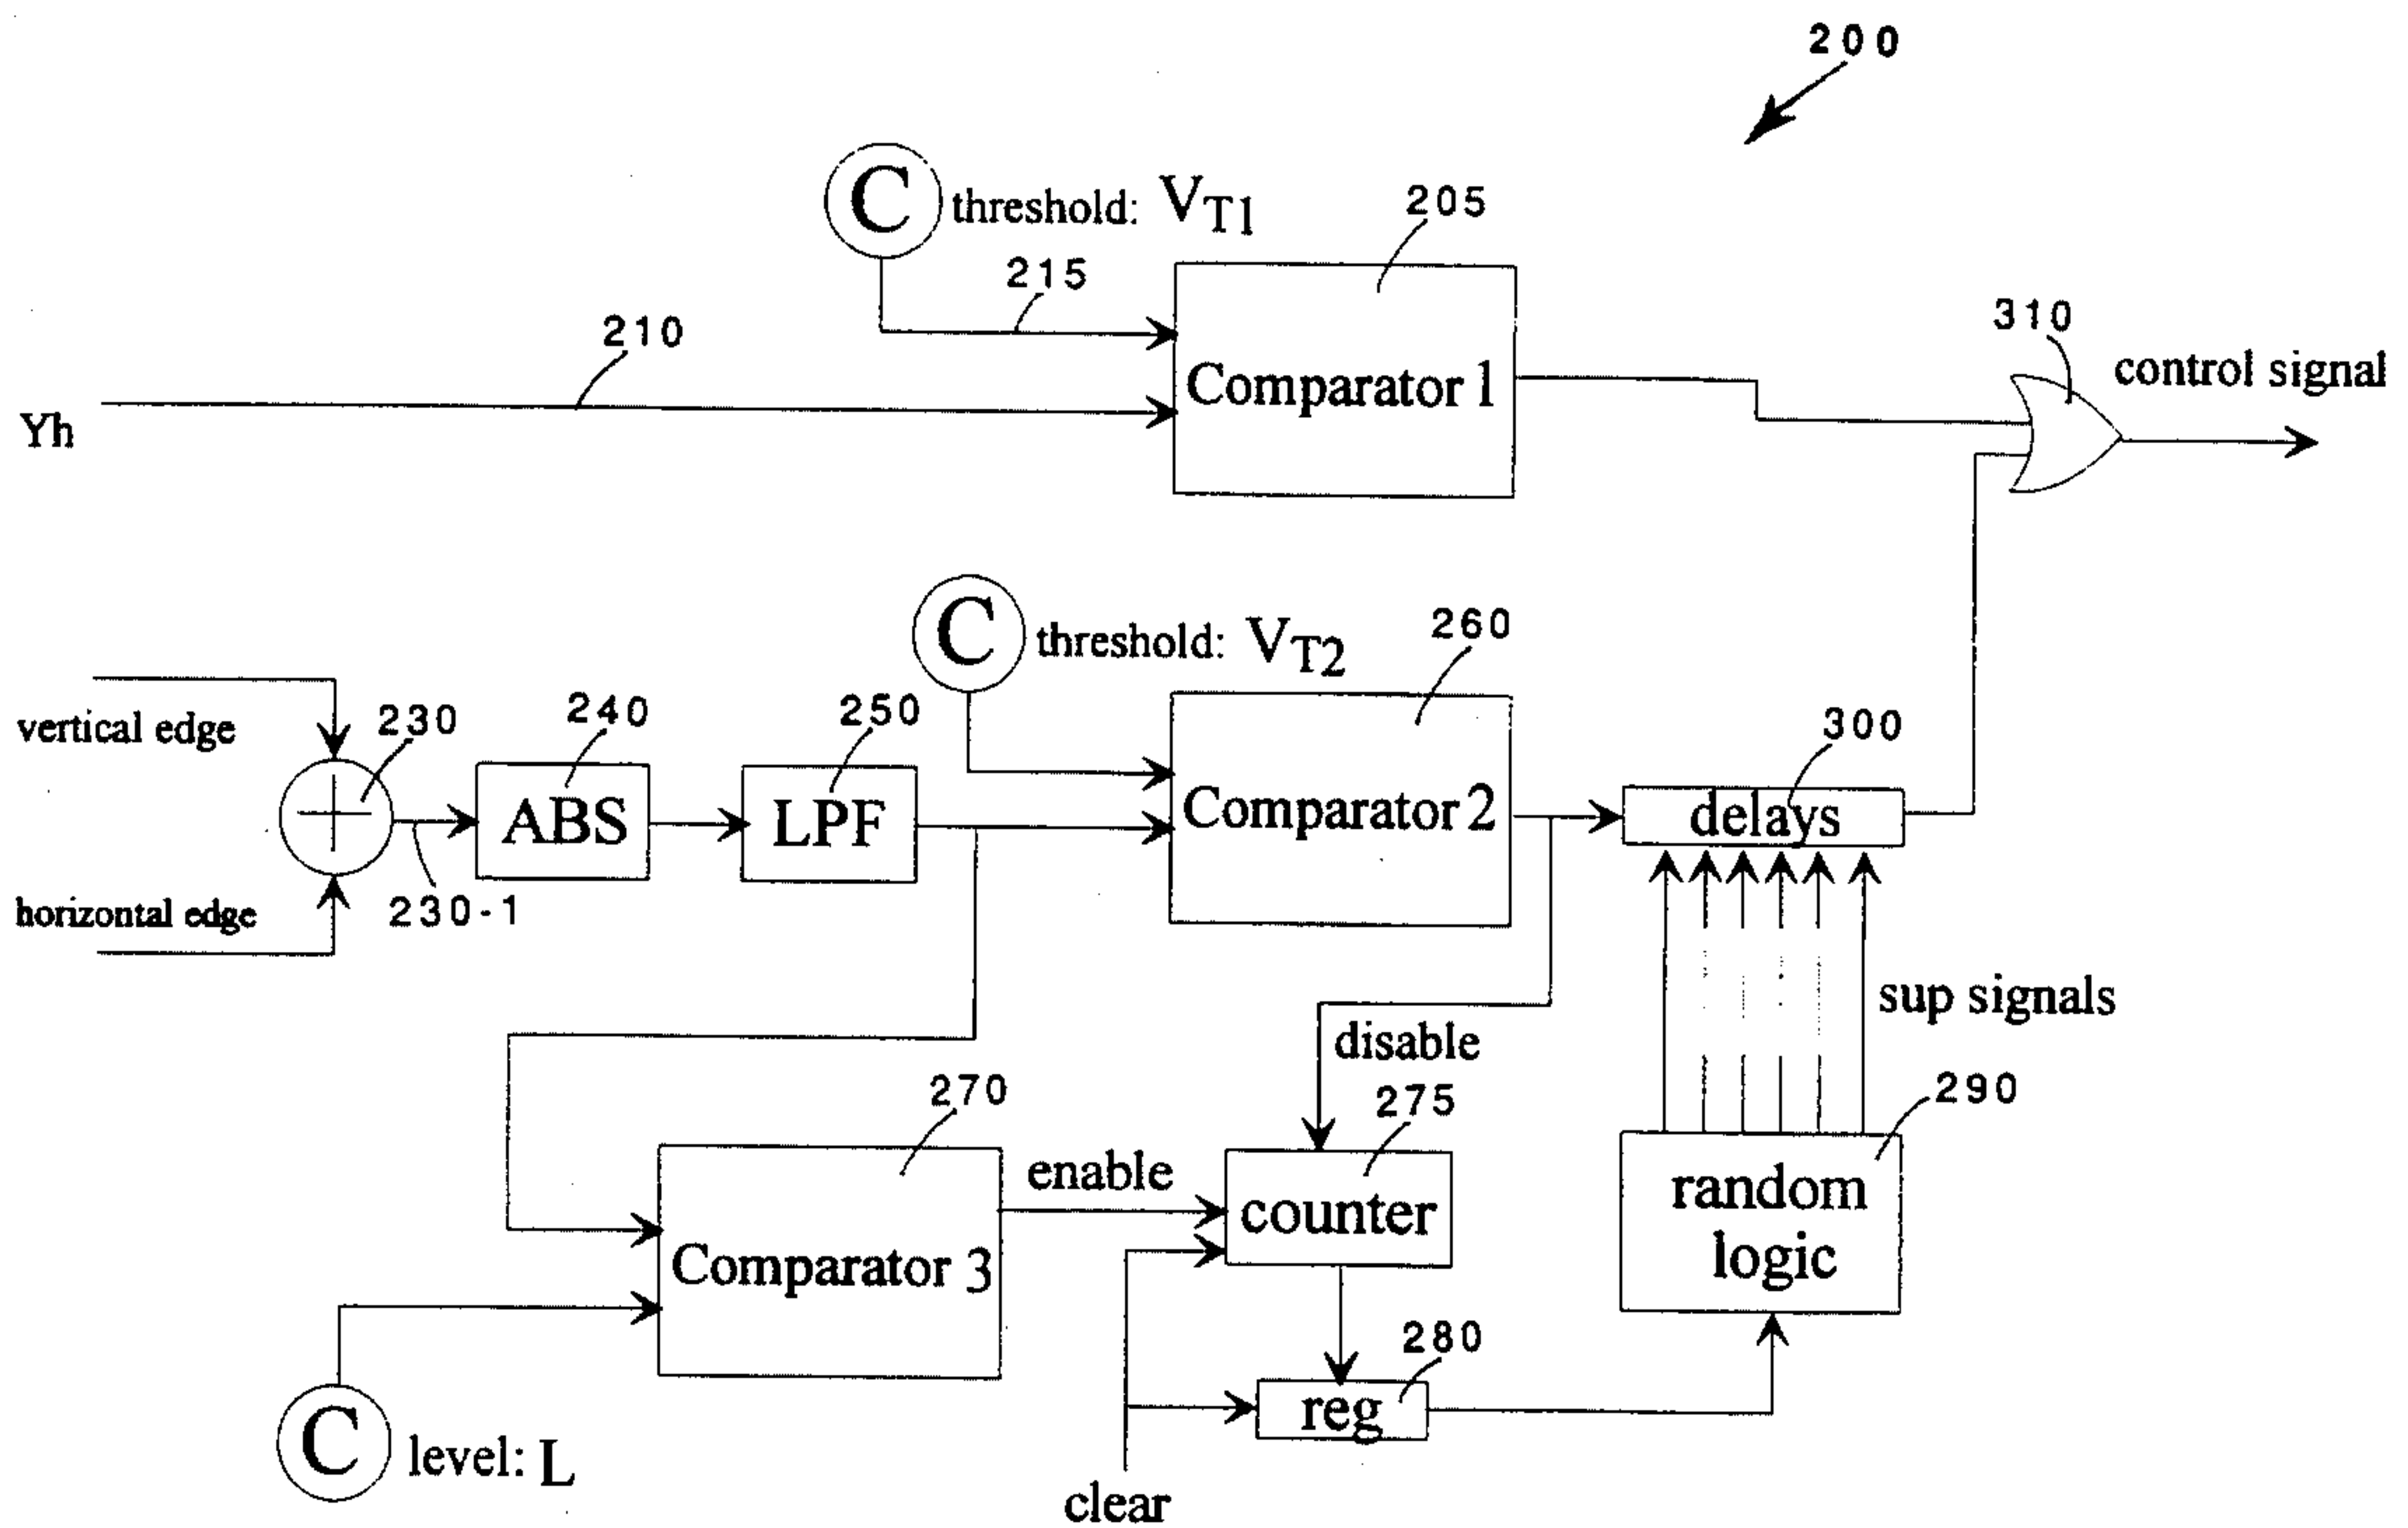 200
C threshold: VT1
205
215
210
310
control signal
Comparator 1
Yh
C threshold: VT2
260
vertical edge
230
240
250
300
ABS
LPF
Comparator 2
delays
horizontal edge
230-1
sup signals
disable
270
275
290
enable
counter
random
logic
Comparator 3
280
reg
C level: L
clear